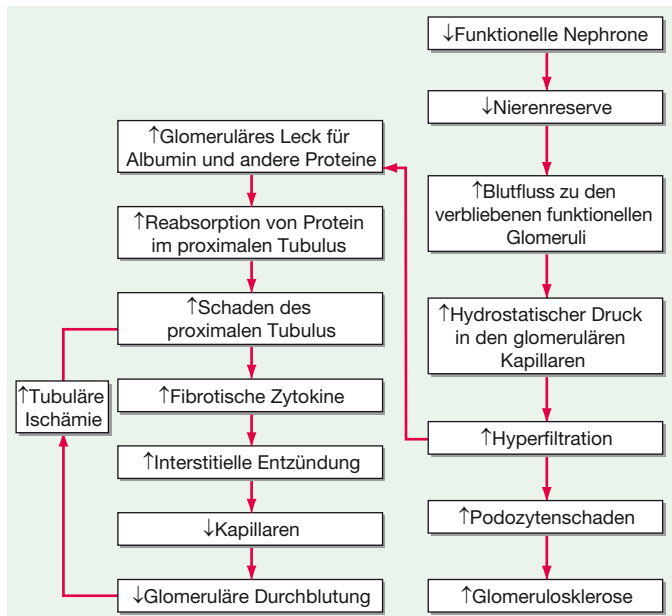 ↓Funktionelle Nephrone
↓Nierenreserve
↑Glomeruläres Leck für
Albumin und andere Proteine
↑Blutfluss zu den
verbliebenen funktionellen
Glomeruli
↑Reabsorption von Protein
im proximalen Tubulus
↑Schaden des
proximalen Tubulus
↑Hydrostatischer Druck
in den glomerulären
Kapillaren
↑Tubuläre
Ischämie
↑Fibrotische Zytokine
↑Hyperfiltration
↑Interstitielle Entzündung
↑Podozytenschaden
↓Kapillaren
↓Glomeruläre Durchblutung
↑Glomerulosklerose